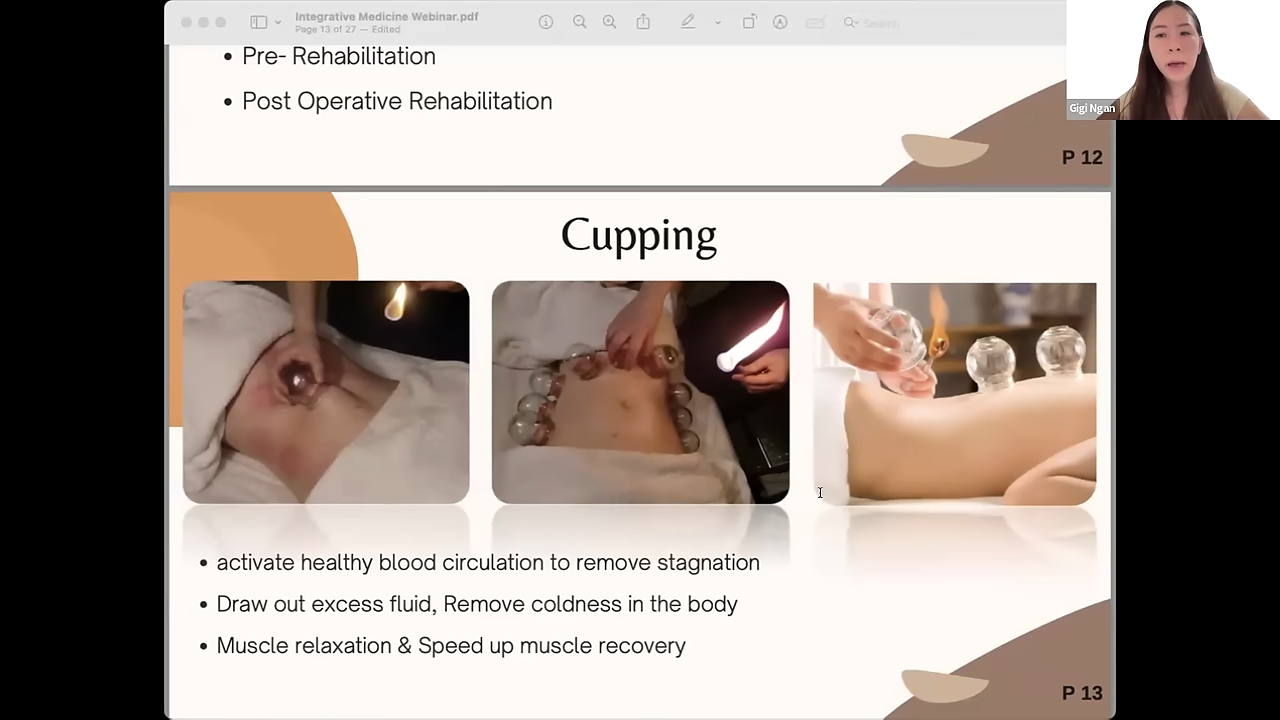 Integrative Medicine Webinar.pdf
Page 13 of 27 — Edited
Search
Gigi Ngan
• Pre- Rehabilitation
• Post Operative Rehabilitation
P 12
Cupping
• activate healthy blood circulation to remove stagnation
• Draw out excess fluid, Remove coldness in the body
• Muscle relaxation & Speed up muscle recovery
P 13